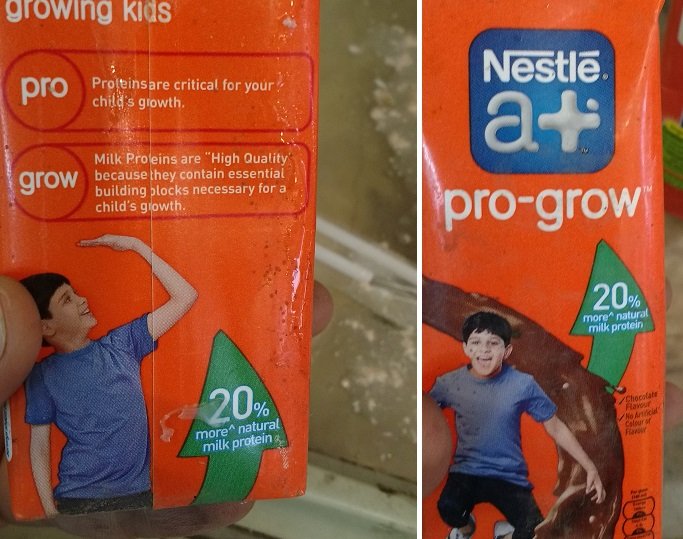 growing kids
pro
Proteins are critical for your
child's growth.
grow
Milk Proteins are "High Quality"
because they contain essential
building blocks necessary for a
child's growth.
20%
more^ natural
milk protein
Nestlé®
a+
pro-grow™
20%
more^ natural
milk protein
✓Chocolate
Flavour
✓No Artificial
Colour or
Flavour